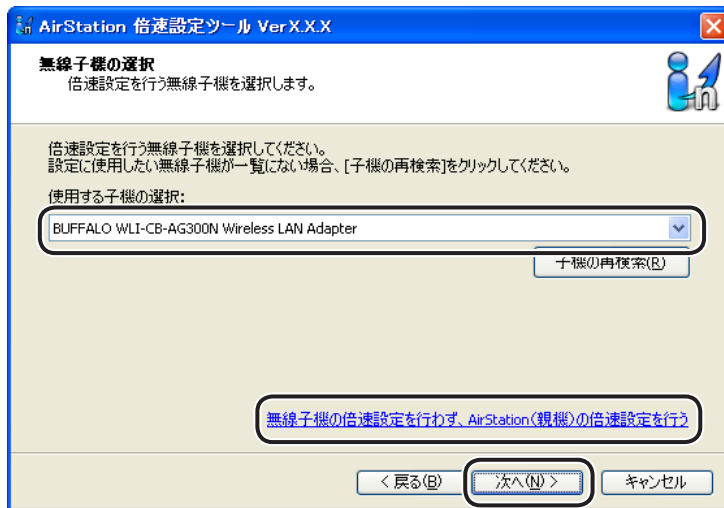 AirStation 倍速設定ツール VerX.X.X
無線子機の選択
倍速設定を行う無線子機を選択します。
倍速設定を行う無線子機を選択してください。
設定に使用したい無線子機が一覧にない場合、[子機の再検索]をクリックしてください。
使用する子機の選択:
BUFFALO WLI-CB-AG300N Wireless LAN Adapter
子機の再検索(R)
無線子機の倍速設定を行わず、AirStation(親機)の倍速設定を行う
< 戻る(B)
次へ(N) >
キャンセル